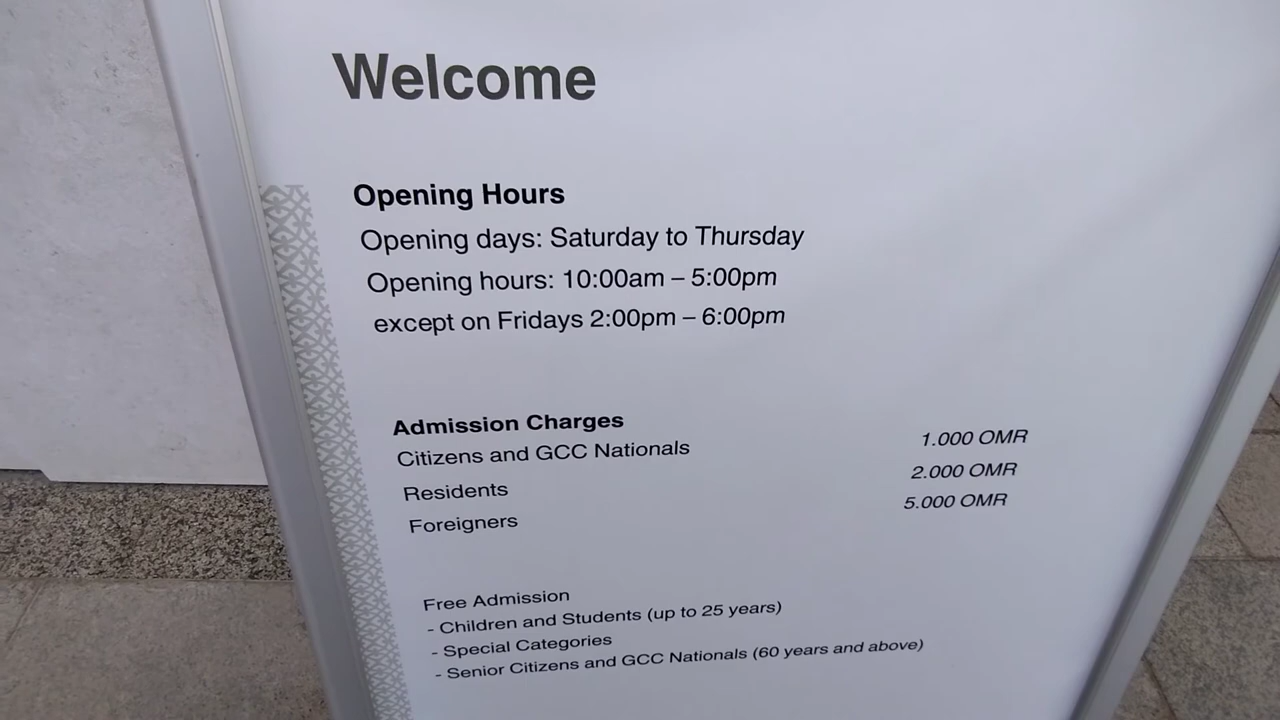 Welcome
Opening Hours
Opening days: Saturday to Thursday
Opening hours: 10:00am – 5:00pm
except on Fridays 2:00pm – 6:00pm
Admission Charges
Citizens and GCC Nationals 1.000 OMR
Residents 2.000 OMR
Foreigners 5.000 OMR
Free Admission
- Children and Students (up to 25 years)
- Special Categories
- Senior Citizens and GCC Nationals (60 years and above)